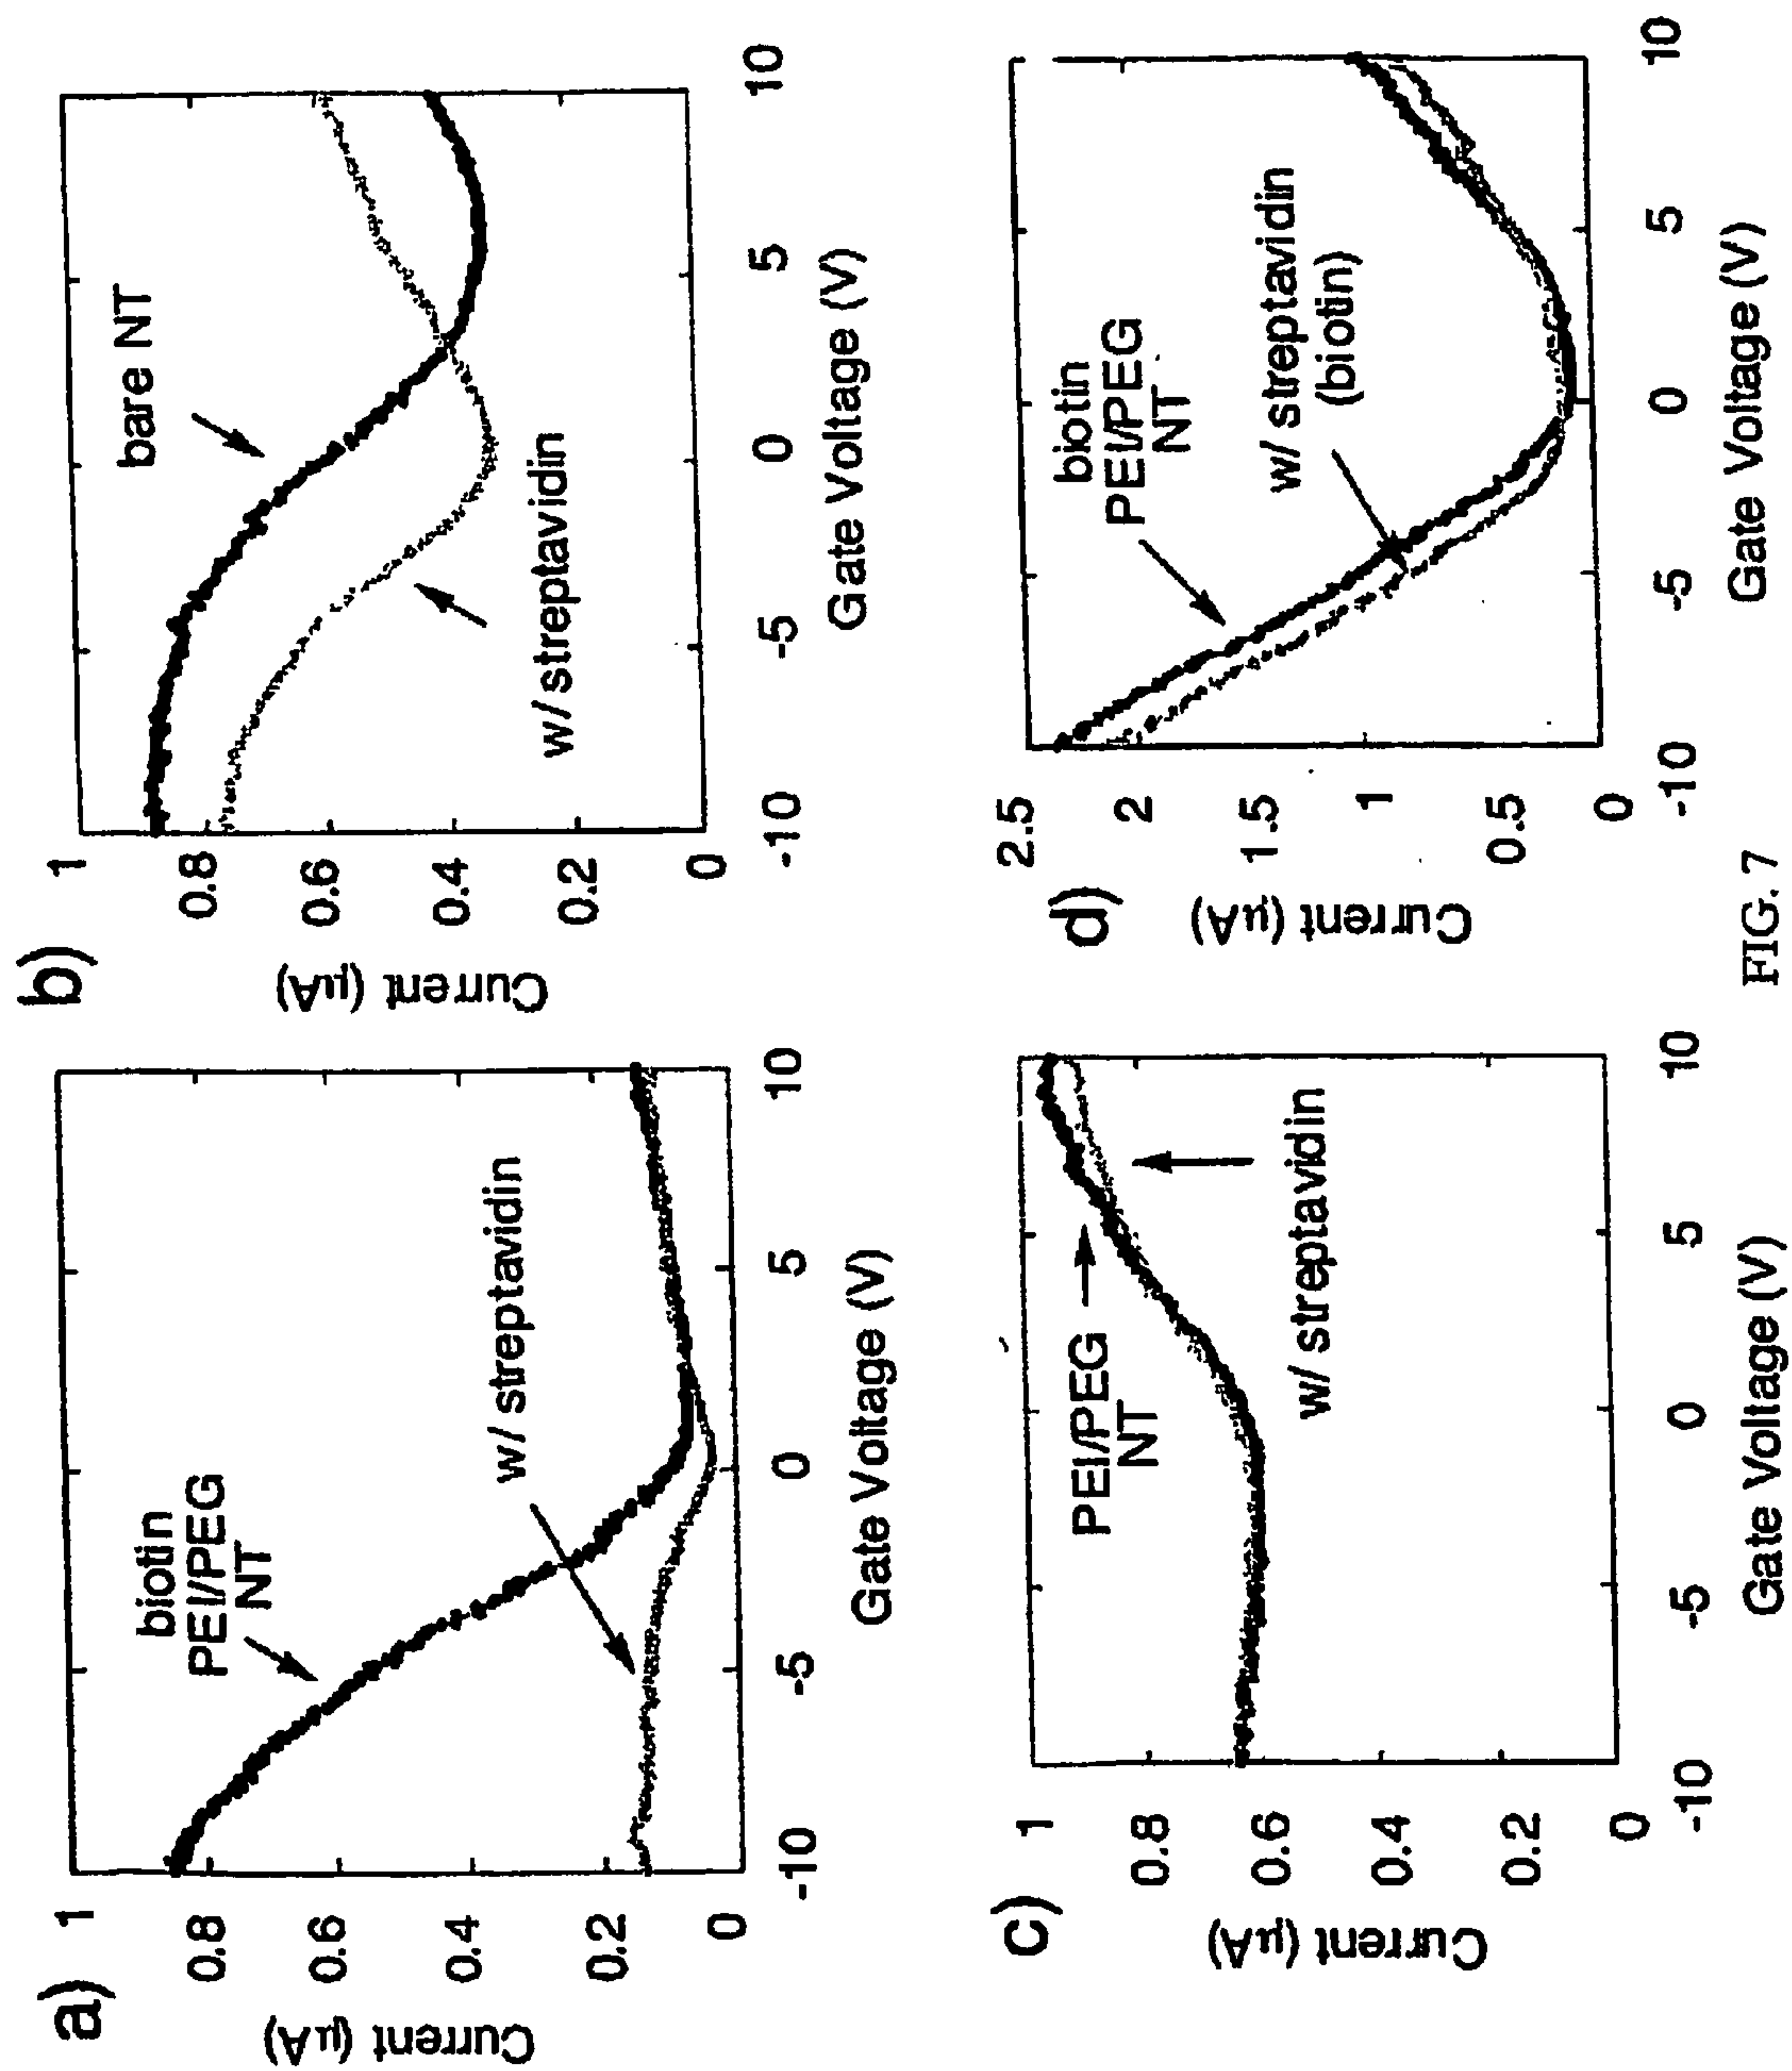 a)
Current (µA)
1
0.8
0.6
0.4
0.2
0
-10
-5
0
5
10
Gate Voltage (V)
biotin
PEI/PEG
NT
w/ streptavidin
b)
Current (µA)
1
0.8
0.6
0.4
0.2
0
-10
-5
0
5
10
Gate Voltage (V)
bare NT
w/ streptavidin
c)
Current (µA)
1
0.8
0.6
0.4
0.2
0
-10
-5
0
5
10
Gate Voltage (V)
PEI/PEG
NT
w/ streptavidin
d)
Current (µA)
2.5
2
1.5
1
0.5
0
-10
-5
0
5
10
Gate Voltage (V)
biotin
PEI/PEG
NT
w/ streptavidin
(biotin)
FIG. 7